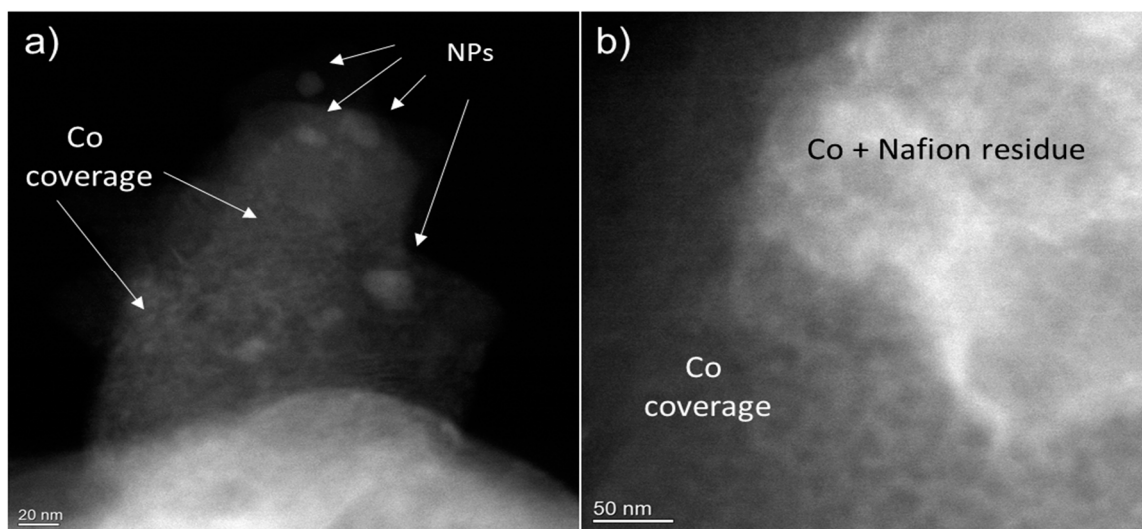 a)
NPs
Co
coverage
20 nm
b)
Co + Nafion residue
Co
coverage
50 nm